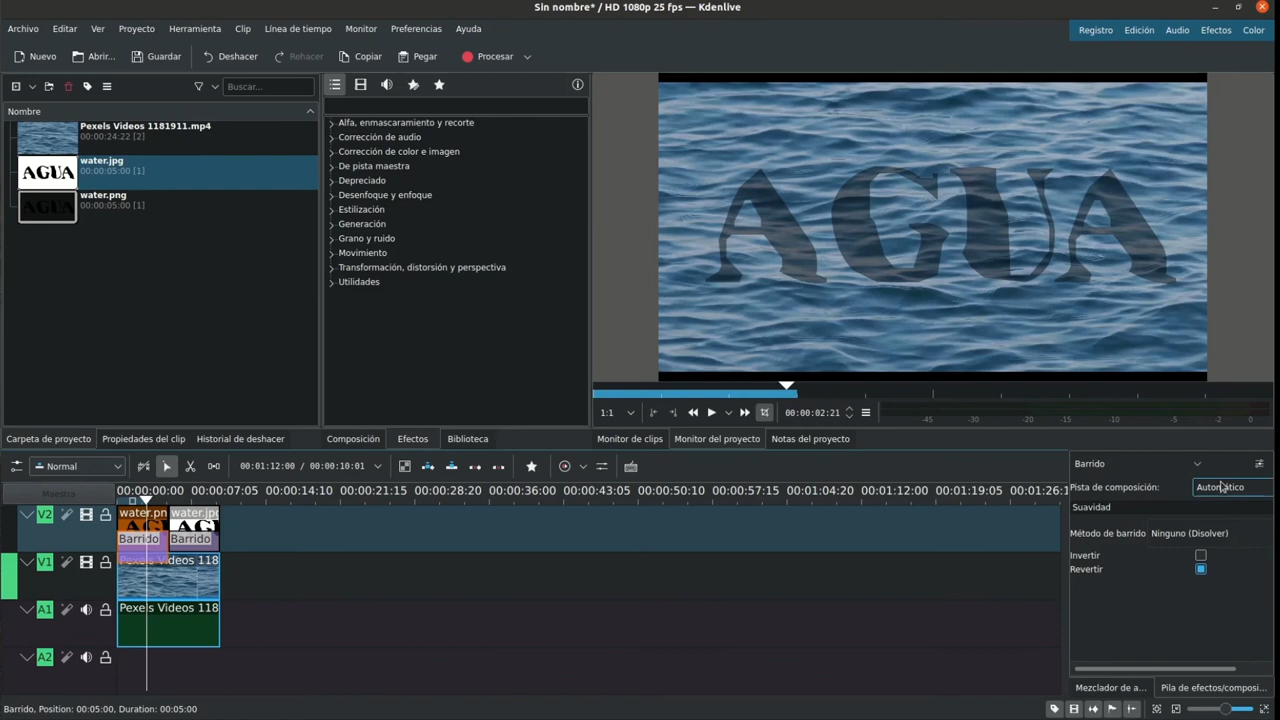 Sin nombre* / HD 1080p 25 fps — Kdenlive
Archivo Editar Ver Proyecto Herramienta Clip Línea de tiempo Monitor Preferencias Ayuda
Registro Edición Audio Efectos Color
Nuevo Abrir... Guardar Deshacer Rehacer Copiar Pegar Procesar
Buscar...
Nombre
Pexels Videos 1181911.mp4
00:00:24:22 [2]
AGUA
water.jpg
00:00:05:00 [1]
AGUA
water.png
00:00:05:00 [1]
Alfa, enmascaramiento y recorte
Corrección de audio
Corrección de color e imagen
De pista maestra
Depreciado
Desenfoque y enfoque
Estilización
Generación
Grano y ruido
Movimiento
Transformación, distorsión y perspectiva
Utilidades
AGUA
1:1 00:00:02:21
-45 -30 -20 -15 -10 -5 -2 0
Carpeta de proyecto Propiedades del clip Historial de deshacer
Composición Efectos Biblioteca
Monitor de clips Monitor del proyecto Notas del proyecto
Normal 00:01:12:00 / 00:00:10:01
Maestra
00:00:00:00 00:00:07:05 00:00:14:10 00:00:21:15 00:00:28:20 00:00:36:00 00:00:43:05 00:00:50:10 00:00:57:15 00:01:04:20 00:01:12:00 00:01:19:05 00:01:26:1
V2 water.pn water.jpg
Barrido Barrido
V1 Pexels Videos 118
A1 Pexels Videos 118
A2
Barrido
Pista de composición: Automático
Suavidad
Método de barrido Ninguno (Disolver)
Invertir
Revertir
Mezclador de a... Pila de efectos/composi...
Barrido, Position: 00:05:00, Duration: 00:05:00